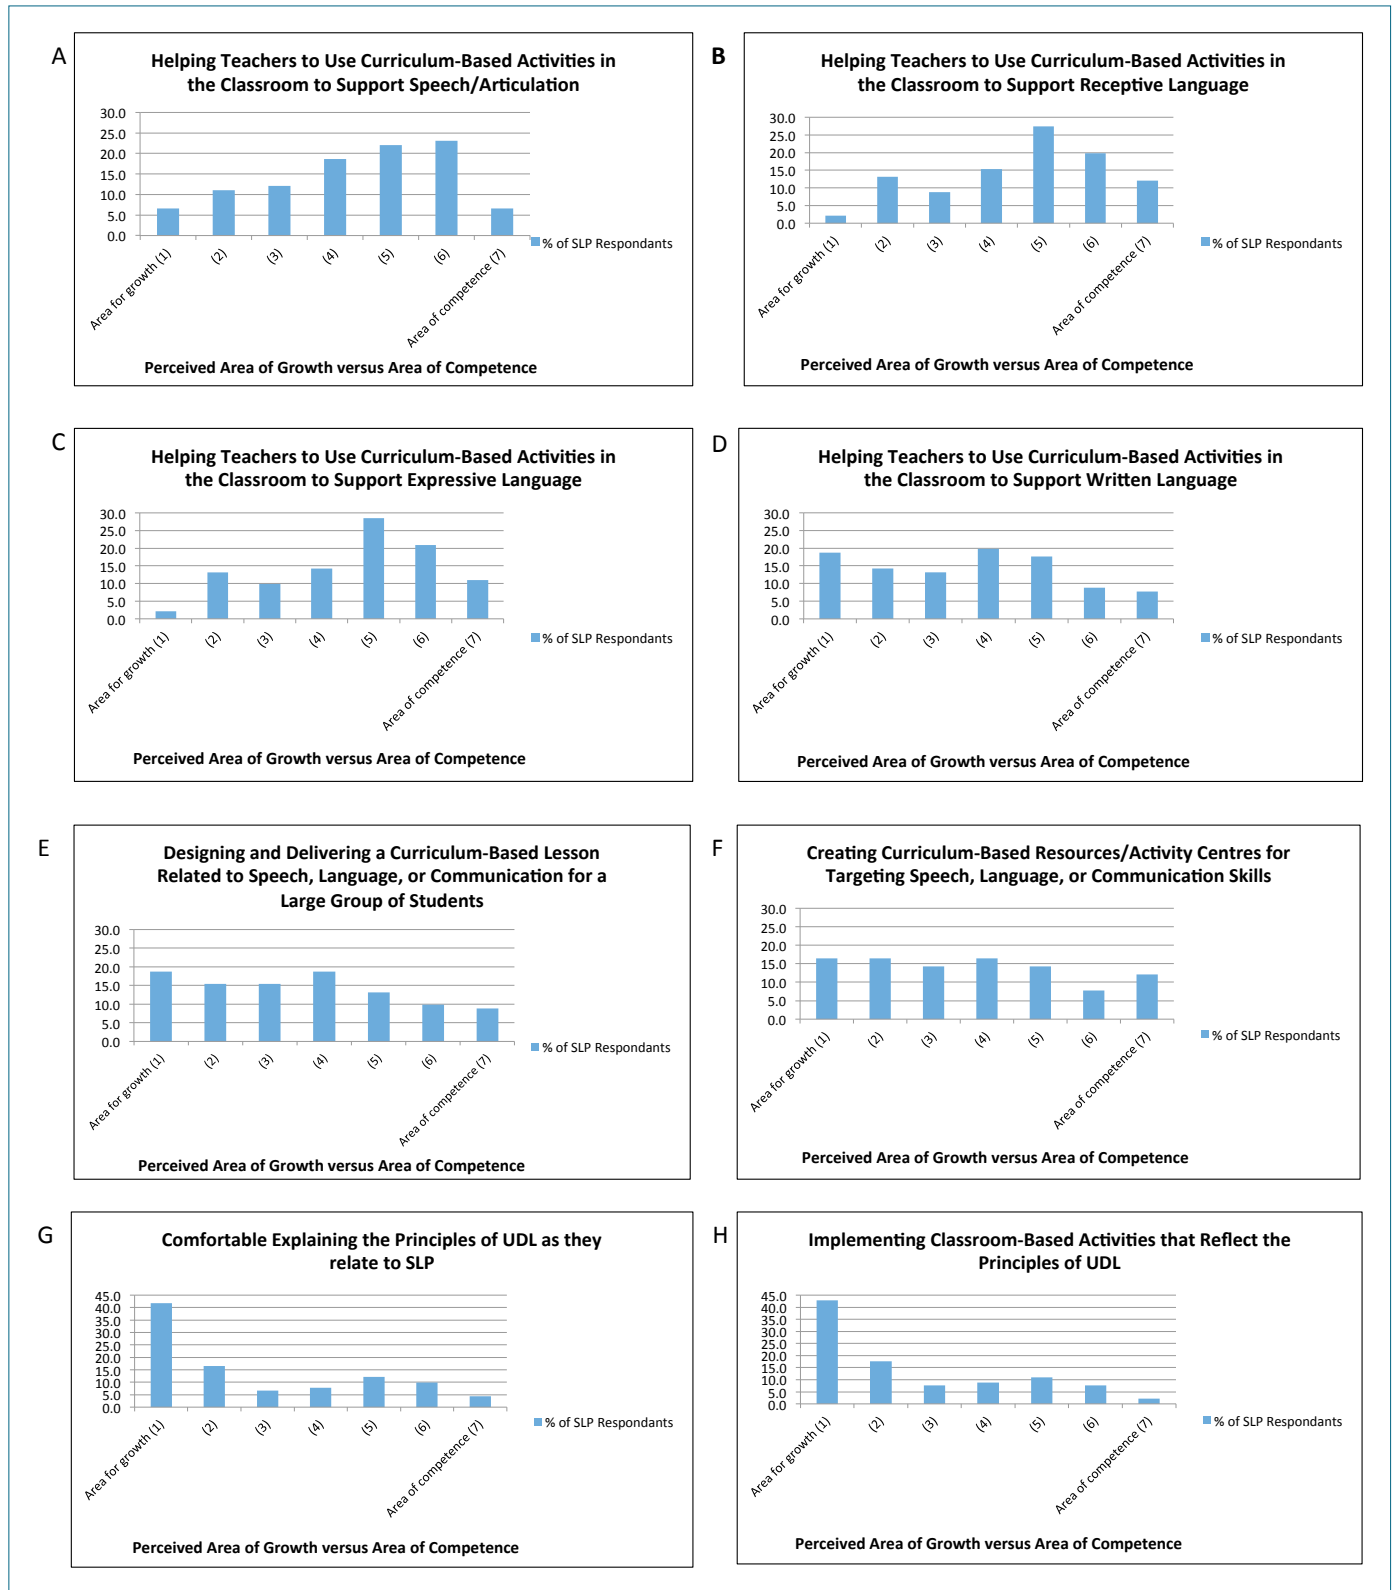 A
Helping Teachers to Use Curriculum-Based Activities in
the Classroom to Support Speech/Articulation
30.0
25.0
20.0
15.0
10.0
5.0
0.0
Area for growth (1)
(2)
(3)
(4)
(5)
(6)
Area of competence (7)
% of SLP Respondants
Perceived Area of Growth versus Area of Competence
B
Helping Teachers to Use Curriculum-Based Activities in
the Classroom to Support Receptive Language
30.0
25.0
20.0
15.0
10.0
5.0
0.0
Area for growth (1)
(2)
(3)
(4)
(5)
(6)
Area of competence (7)
% of SLP Respondants
Perceived Area of Growth versus Area of Competence
C
Helping Teachers to Use Curriculum-Based Activities in
the Classroom to Support Expressive Language
30.0
25.0
20.0
15.0
10.0
5.0
0.0
Area for growth (1)
(2)
(3)
(4)
(5)
(6)
Area of competence (7)
% of SLP Respondants
Perceived Area of Growth versus Area of Competence
D
Helping Teachers to Use Curriculum-Based Activities in
the Classroom to Support Written Language
30.0
25.0
20.0
15.0
10.0
5.0
0.0
Area for growth (1)
(2)
(3)
(4)
(5)
(6)
Area of competence (7)
% of SLP Respondants
Perceived Area of Growth versus Area of Competence
E
Designing and Delivering a Curriculum-Based Lesson
Related to Speech, Language, or Communication for a
Large Group of Students
30.0
25.0
20.0
15.0
10.0
5.0
0.0
Area for growth (1)
(2)
(3)
(4)
(5)
(6)
Area of competence (7)
% of SLP Respondants
Perceived Area of Growth versus Area of Competence
F
Creating Curriculum-Based Resources/Activity Centres for
Targeting Speech, Language, or Communication Skills
30.0
25.0
20.0
15.0
10.0
5.0
0.0
Area for growth (1)
(2)
(3)
(4)
(5)
(6)
Area of competence (7)
% of SLP Respondants
Perceived Area of Growth versus Area of Competence
G
Comfortable Explaining the Principles of UDL as they
relate to SLP
45.0
40.0
35.0
30.0
25.0
20.0
15.0
10.0
5.0
0.0
Area for growth (1)
(2)
(3)
(4)
(5)
(6)
Area of competence (7)
% of SLP Respondants
Perceived Area of Growth versus Area of Competence
H
Implementing Classroom-Based Activities that Reflect the
Principles of UDL
45.0
40.0
35.0
30.0
25.0
20.0
15.0
10.0
5.0
0.0
Area for growth (1)
(2)
(3)
(4)
(5)
(6)
Area of competence (7)
% of SLP Respondants
Perceived Area of Growth versus Area of Competence